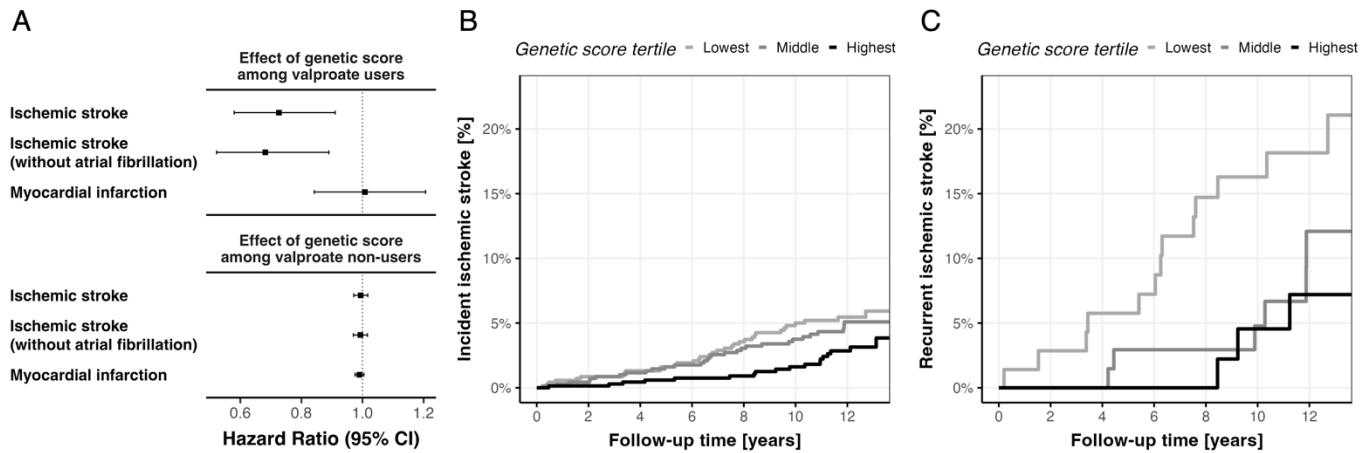 A
Effect of genetic score
among valproate users
Ischemic stroke
Ischemic stroke
(without atrial fibrillation)
Myocardial infarction
Effect of genetic score
among valproate non-users
Ischemic stroke
Ischemic stroke
(without atrial fibrillation)
Myocardial infarction
0.6 0.8 1.0 1.2
Hazard Ratio (95% CI)
B
Genetic score tertile Lowest Middle Highest
Incident ischemic stroke [%]
20%
15%
10%
5%
0%
0 2 4 6 8 10 12
Follow-up time [years]
C
Genetic score tertile Lowest Middle Highest
Recurrent ischemic stroke [%]
20%
15%
10%
5%
0%
0 2 4 6 8 10 12
Follow-up time [years]